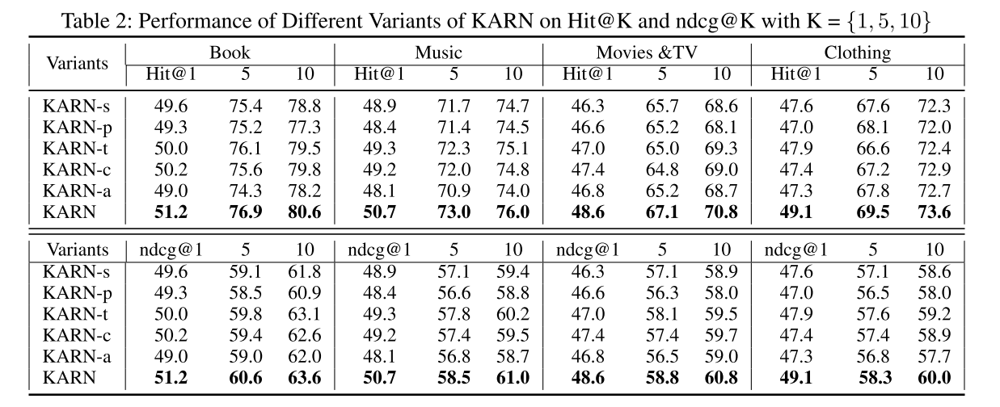 Table 2: Performance of Different Variants of KARN on Hit@K and ndcg@K with K = {1, 5, 10}
Variants Book Music Movies &TV Clothing
Hit@1 5 10 Hit@1 5 10 Hit@1 5 10 Hit@1 5 10
KARN-s 49.6 75.4 78.8 48.9 71.7 74.7 46.3 65.7 68.6 47.6 67.6 72.3
KARN-p 49.3 75.2 77.3 48.4 71.4 74.5 46.6 65.2 68.1 47.0 68.1 72.0
KARN-t 50.0 76.1 79.5 49.3 72.3 75.1 47.0 65.0 69.3 47.9 66.6 72.4
KARN-c 50.2 75.6 79.8 49.2 72.0 74.8 47.4 64.8 69.0 47.4 67.2 72.9
KARN-a 49.0 74.3 78.2 48.1 70.9 74.0 46.8 65.2 68.7 47.3 67.8 72.7
KARN 51.2 76.9 80.6 50.7 73.0 76.0 48.6 67.1 70.8 49.1 69.5 73.6
Variants ndcg@1 5 10 ndcg@1 5 10 ndcg@1 5 10 ndcg@1 5 10
KARN-s 49.6 59.1 61.8 48.9 57.1 59.4 46.3 57.1 58.9 47.6 57.1 58.6
KARN-p 49.3 58.5 60.9 48.4 56.6 58.8 46.6 56.3 58.0 47.0 56.5 58.0
KARN-t 50.0 59.8 63.1 49.3 57.8 60.2 47.0 58.1 59.5 47.9 57.6 59.2
KARN-c 50.2 59.4 62.6 49.2 57.4 59.5 47.4 57.4 59.7 47.4 57.4 58.9
KARN-a 49.0 59.0 62.0 48.1 56.8 58.7 46.8 56.5 59.0 47.3 56.8 57.7
KARN 51.2 60.6 63.6 50.7 58.5 61.0 48.6 58.8 60.8 49.1 58.3 60.0